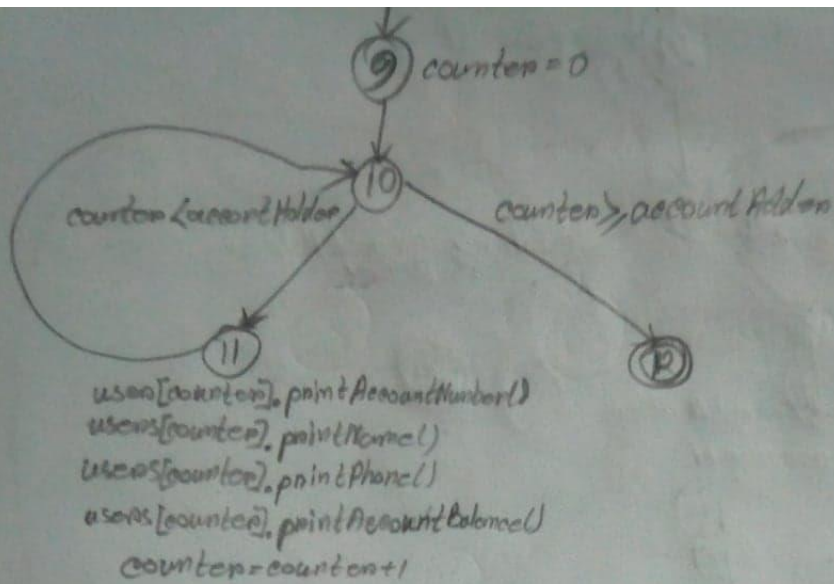 9 counter = 0
10
counter < accountHolder
counter >, accountHolder
11
12
user[counter].printAccountNumber()
users[counter].printName()
users[counter].printPhone()
users[counter].printAccountBalance()
counter = counter + 1